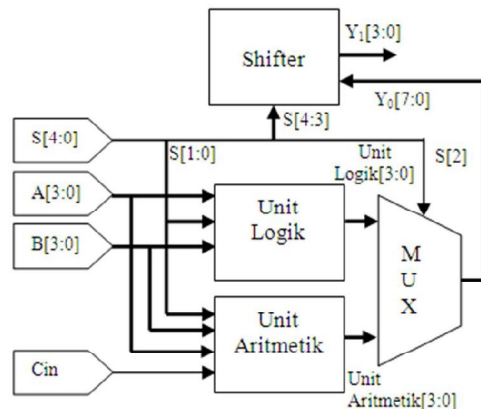 Shifter
Y1[3:0]
Y0[7:0]
S[4:3]
S[4:0]
S[1:0]
Unit
Logik[3:0]
S[2]
A[3:0]
B[3:0]
Unit
Logik
M
U
X
Unit
Aritmetik
Cin
Unit
Aritmetik[3:0]